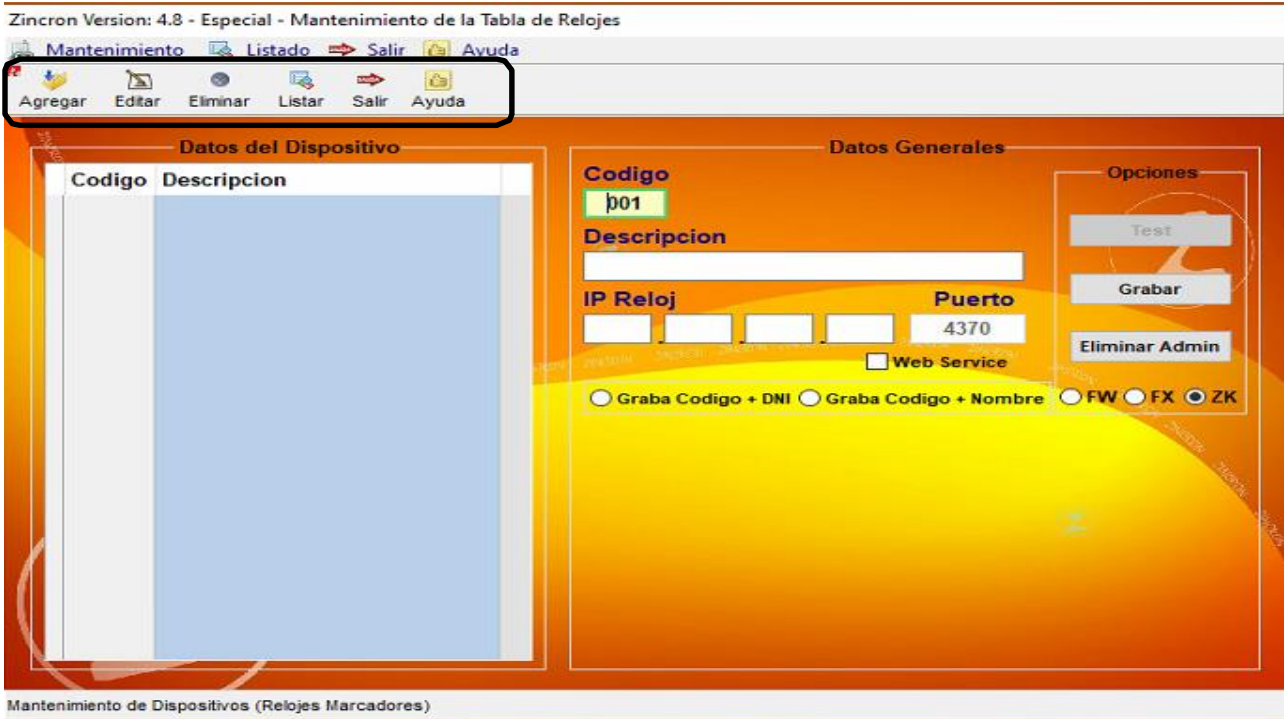 Zincron Version: 4.8 - Especial - Mantenimiento de la Tabla de Relojes
Mantenimiento Listado Salir Ayuda
Agregar Editar Eliminar Listar Salir Ayuda
Datos del Dispositivo
Codigo Descripcion
Datos Generales
Codigo
001
Descripcion
IP Reloj Puerto
. . . 4370
Web Service
Graba Codigo + DNI Graba Codigo + Nombre
Opciones
Test
Grabar
Eliminar Admin
FW FX ZK
Mantenimiento de Dispositivos (Relojes Marcadores)